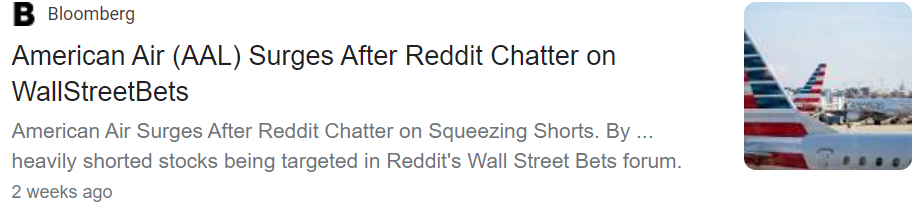 B Bloomberg
American Air (AAL) Surges After Reddit Chatter on
WallStreetBets
American Air Surges After Reddit Chatter on Squeezing Shorts. By ...
heavily shorted stocks being targeted in Reddit's Wall Street Bets forum.
2 weeks ago